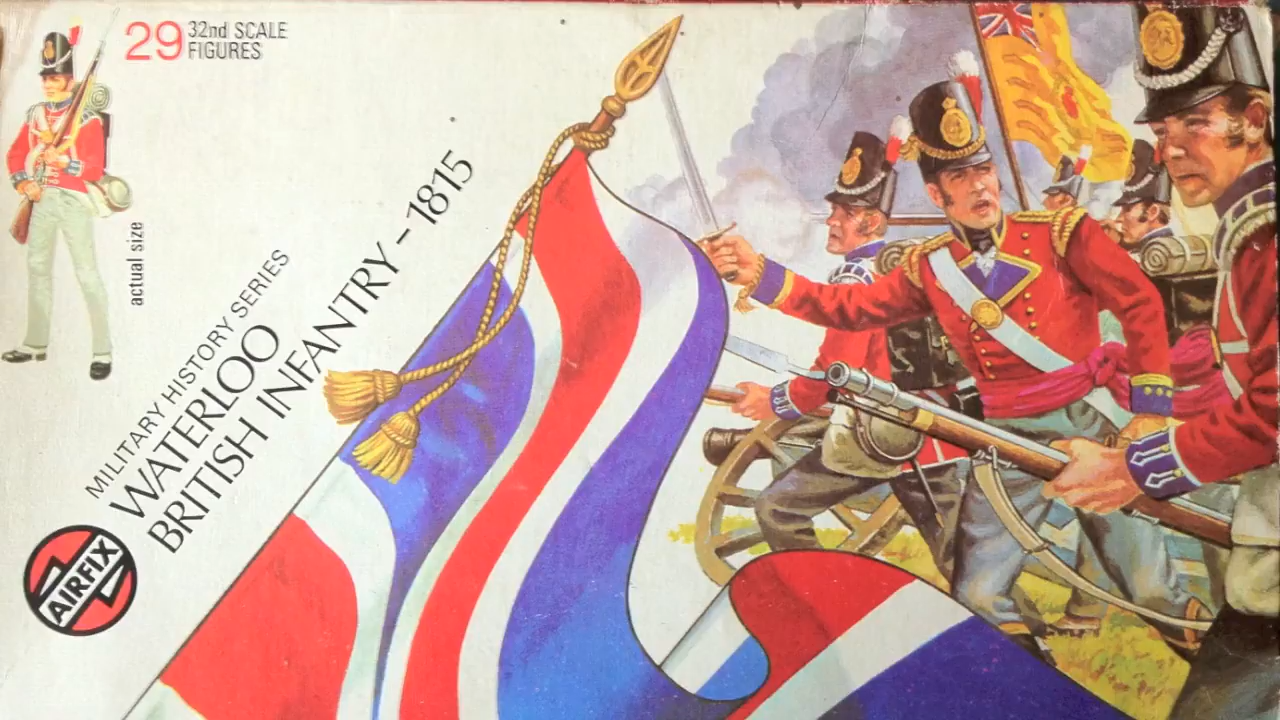 29 32nd SCALE
FIGURES
actual size
MILITARY HISTORY SERIES
WATERLOO
BRITISH INFANTRY – 1815
AIRFIX